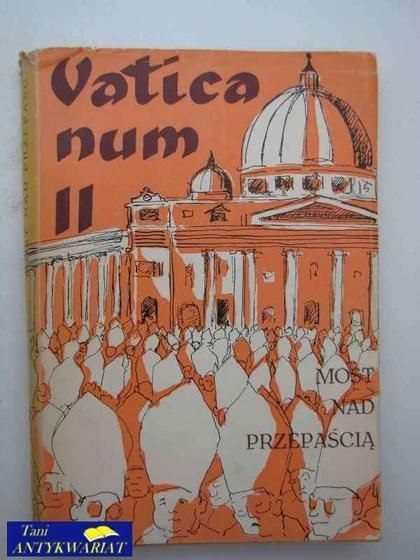 Vatica
num
II
MOST
NAD
PRZEPAŚCIĄ
Tani
ANTYKWARIAT